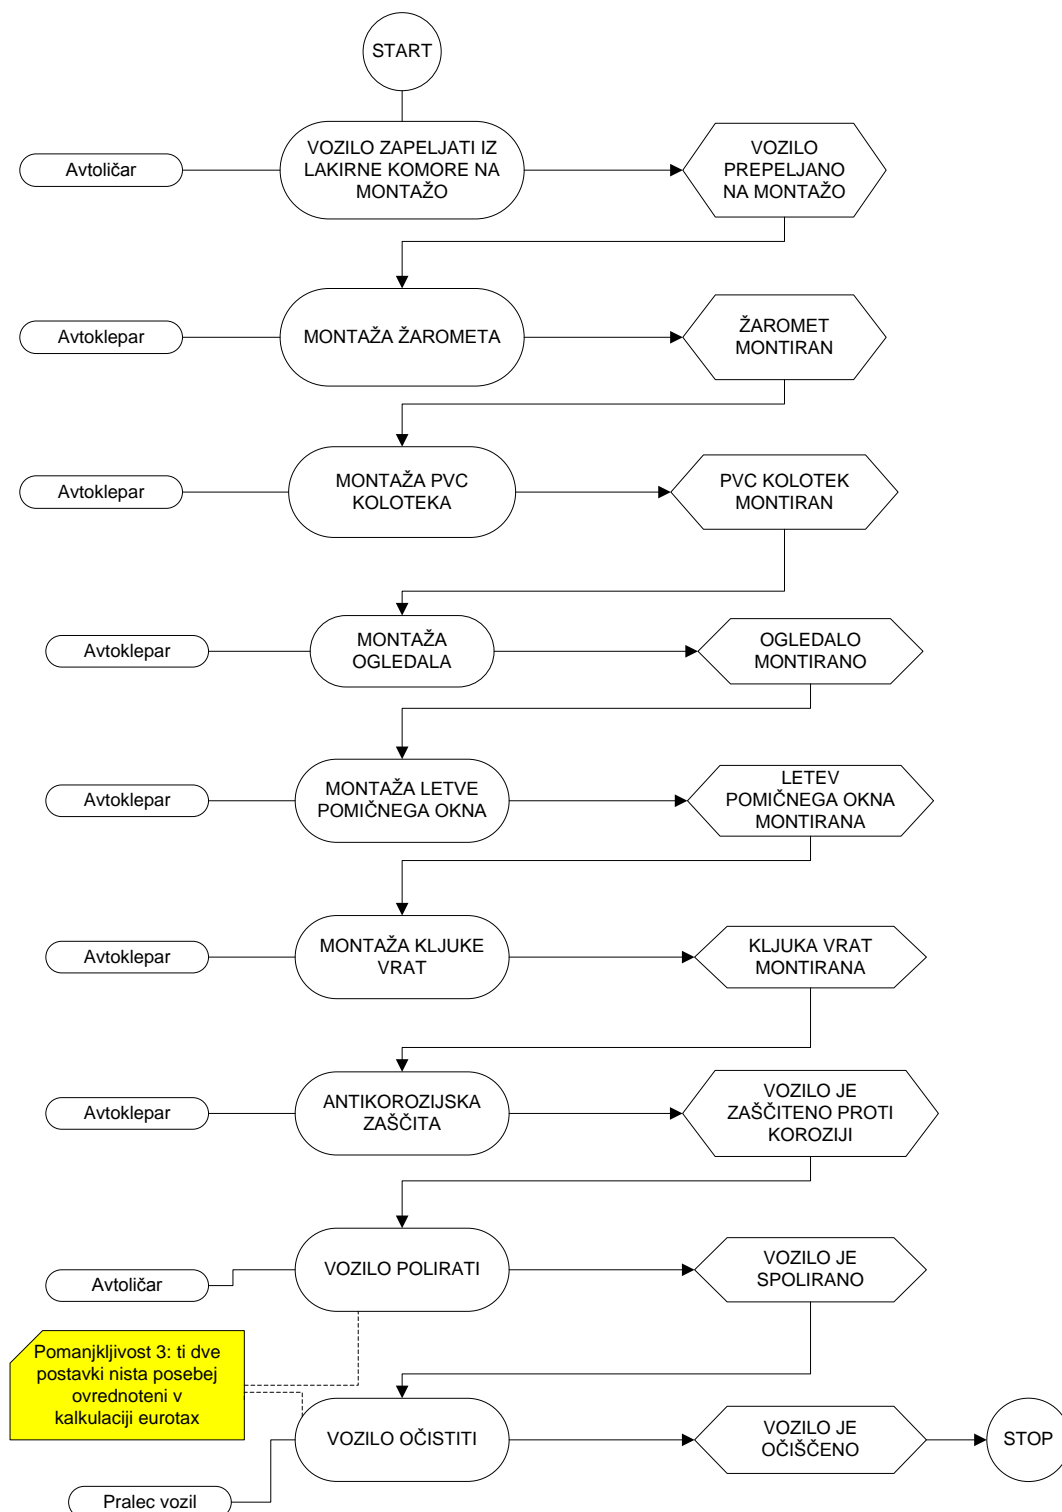 START
Avtoličar
VOZILO ZAPELJATI IZ
LAKIRNE KOMORE NA
MONTAŽO
VOZILO
PREPELJANO
NA MONTAŽO
Avtoklepar
MONTAŽA ŽAROMETA
ŽAROMET
MONTIRAN
Avtoklepar
MONTAŽA PVC
KOLOTEKA
PVC KOLOTEK
MONTIRAN
Avtoklepar
MONTAŽA
OGLEDALA
OGLEDALO
MONTIRANO
Avtoklepar
MONTAŽA LETVE
POMIČNEGA OKNA
LETEV
POMIČNEGA OKNA
MONTIRANA
Avtoklepar
MONTAŽA KLJUKE
VRAT
KLJUKA VRAT
MONTIRANA
Avtoklepar
ANTIKOROZIJSKA
ZAŠČITA
VOZILO JE
ZAŠČITENO PROTI
KOROZIJI
Avtoličar
VOZILO POLIRATI
VOZILO JE
SPOLIRANO
Pomanjkljivost 3: ti dve
postavki nista posebej
ovrednoteni v
kalkulaciji eurotax
Pralec vozil
VOZILO OČISTITI
VOZILO JE
OČIŠČENO
STOP